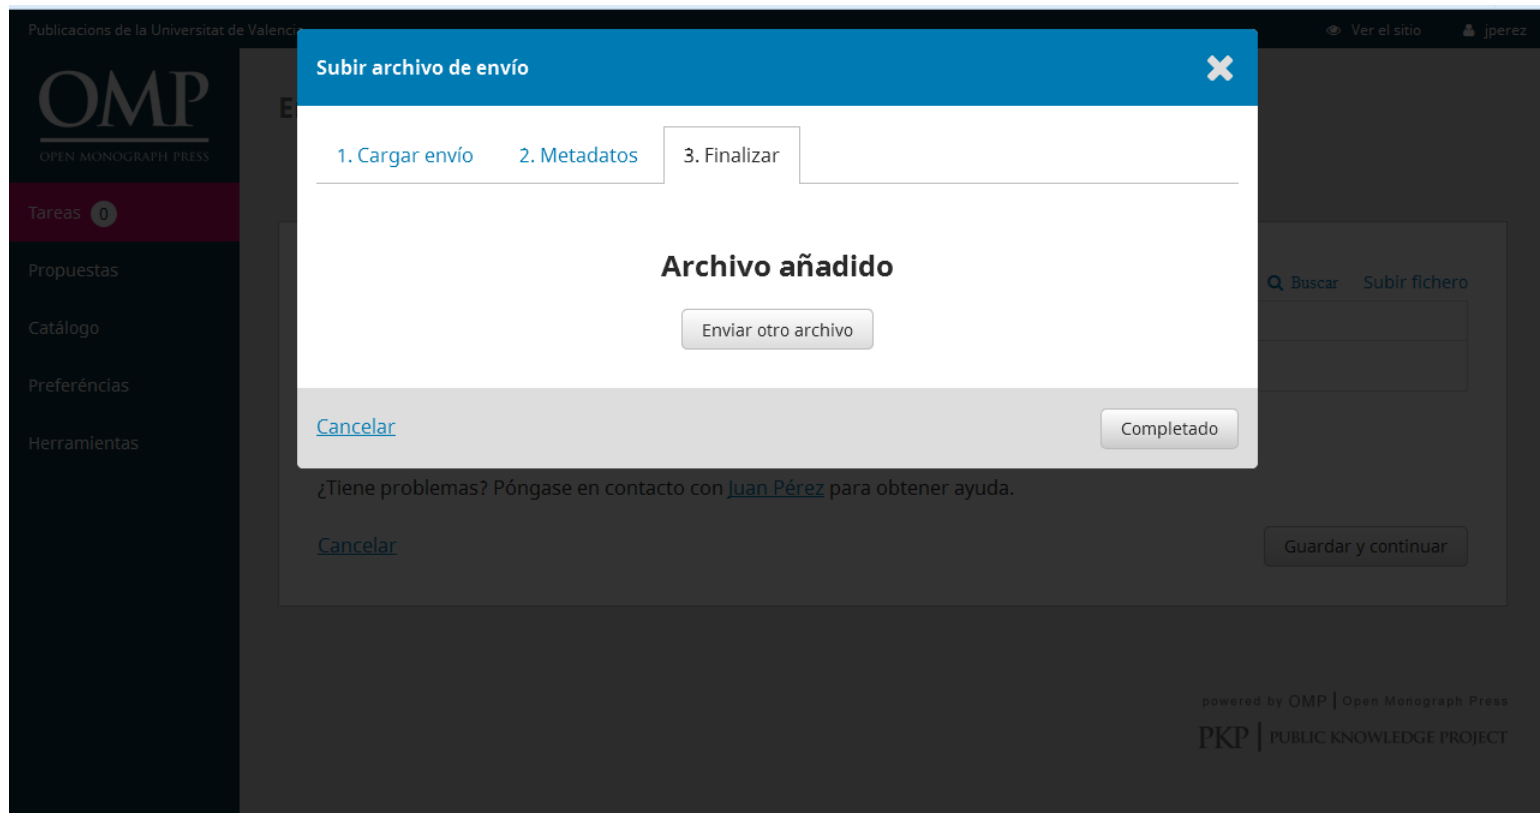 Publicacions de la Universitat de Valenci
Ver el sitio jperez
OMP
OPEN MONOGRAPH PRESS
Tareas 0
Propuestas
Catálogo
Preferéncias
Herramientas
Subir archivo de envío
1. Cargar envío 2. Metadatos 3. Finalizar
Archivo añadido
Enviar otro archivo
Cancelar Completado
Buscar Subir fichero
¿Tiene problemas? Póngase en contacto con Juan Pérez para obtener ayuda.
Cancelar Guardar y continuar
powered by OMP | Open Monograph Press
PKP | PUBLIC KNOWLEDGE PROJECT